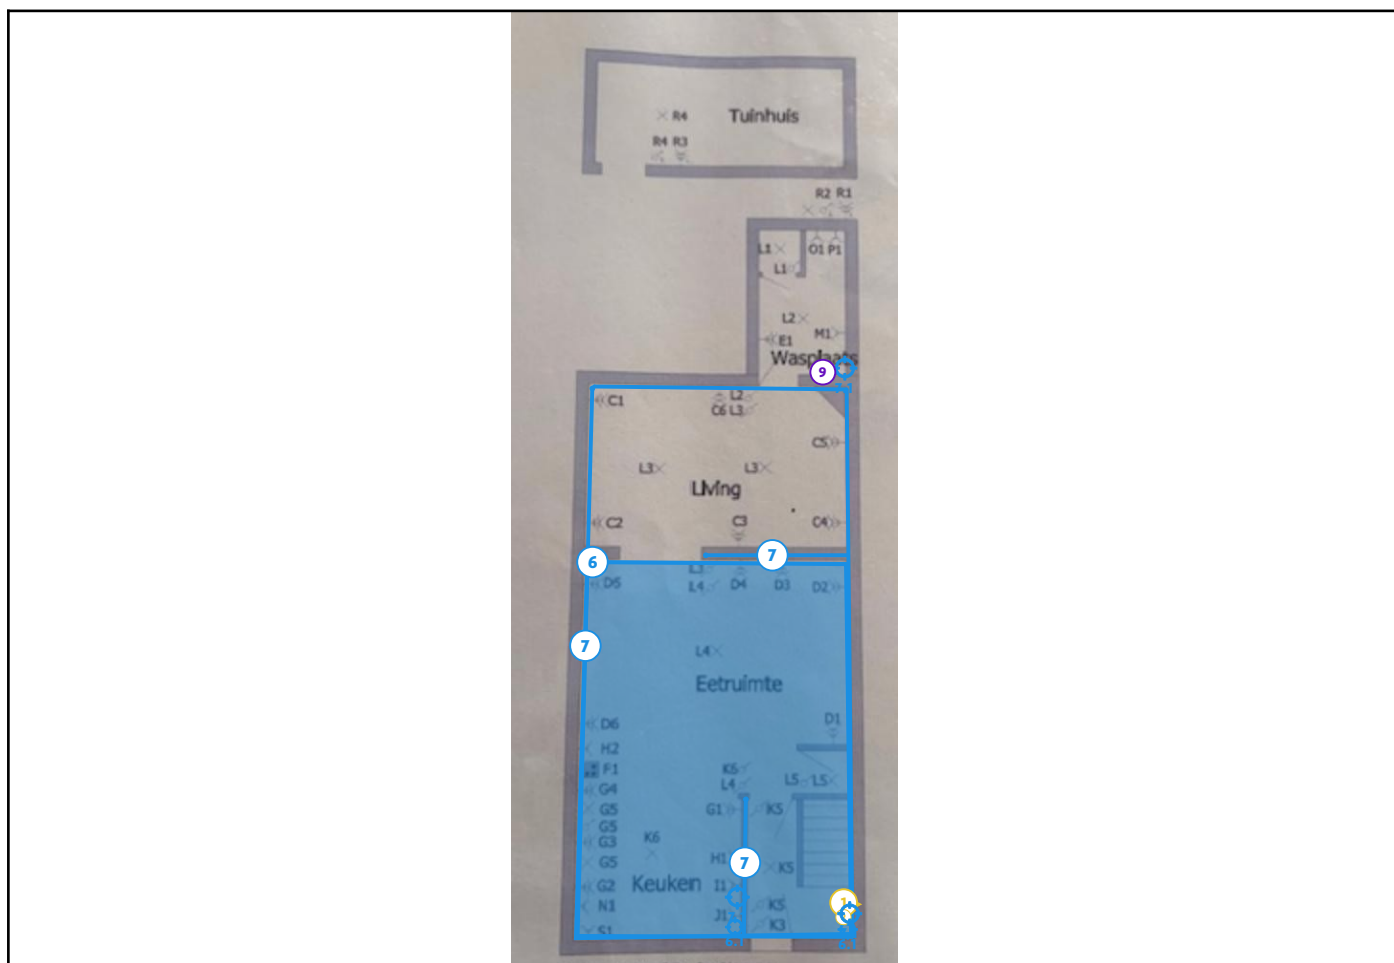 R4 Tuinhuis
R4 R3
R2 R1
L1 O1 P1
L1
L2
M1
E1
Wasplaats
9
C1 L2
C6 L3
C5
L3 L3
Living
C2 C3 C4
7
6
L3
D5 L4 D4 D3 D2
7
L4
Eetruimte
D6 D1
H2
F1 K6
G4 L4 L5 L5
G5 G1 K5
G5
G3 K6
G5 H1 7 K5
G2 Keuken I1
N1 K5
J1 K3
S1